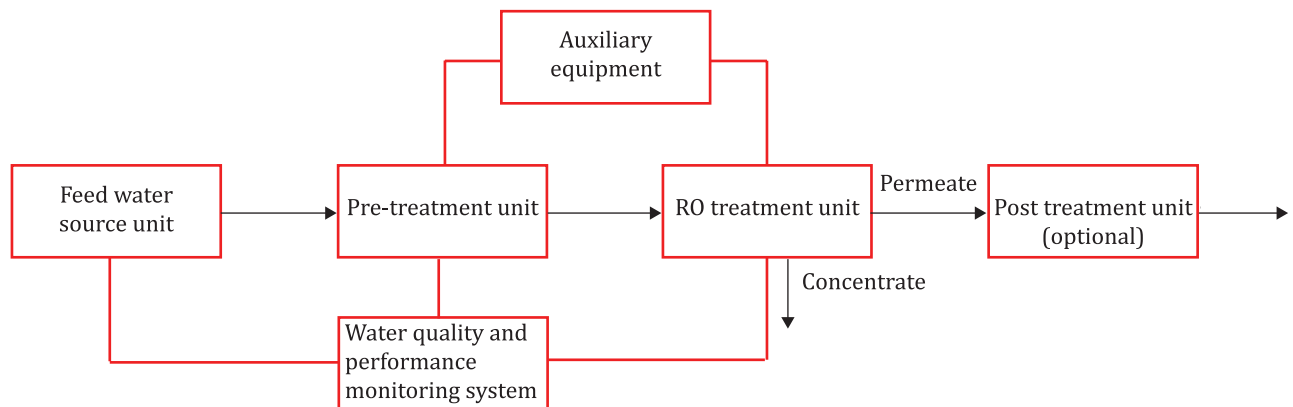 Auxiliary
equipment
Feed water
source unit
Pre-treatment unit
RO treatment unit
Permeate
Post treatment unit
(optional)
Concentrate
Water quality and
performance
monitoring system